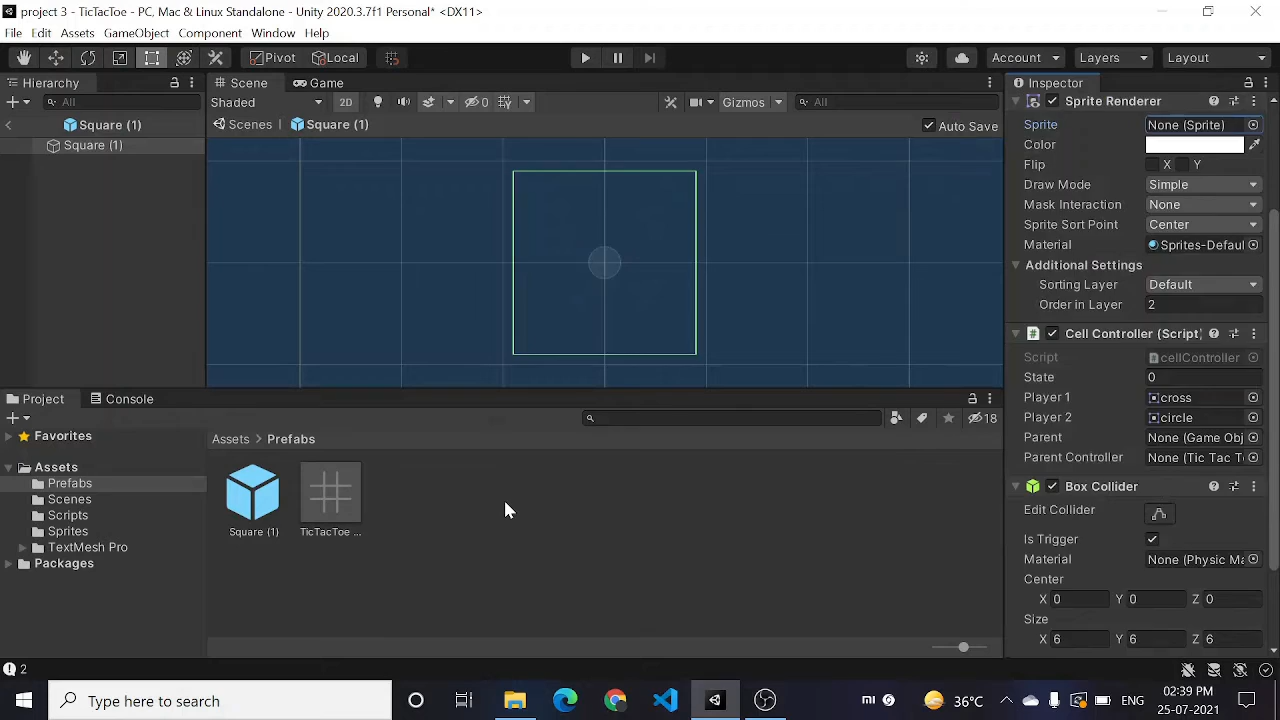 project 3 - TicTacToe - PC, Mac & Linux Standalone - Unity 2020.3.7f1 Personal* <DX11>
File Edit Assets GameObject Component Window Help
Pivot Local Account Layers Layout
Hierarchy Scene Game Inspector
All Shaded 2D 0 Gizmos All Sprite Renderer
Square (1) Scenes Square (1) Auto Save Sprite None (Sprite)
Square (1) Color
Flip X Y
Draw Mode Simple
Mask Interaction None
Sprite Sort Point Center
Material Sprites-Defaul
Additional Settings
Sorting Layer Default
Order in Layer 2
Cell Controller (Script)
Script cellController
State 0
Project Console Player 1 cross
18 Player 2 circle
Favorites Assets > Prefabs Parent None (Game Obj
Parent Controller None (Tic Tac T
Assets
Prefabs Box Collider
Scenes Edit Collider
Scripts
Sprites Square (1) TicTacToe ... Is Trigger
TextMesh Pro Material None (Physic Ma
Packages Center
X 0 Y 0 Z 0
Size
X 6 Y 6 Z 6
2
Type here to search mi 36°C ENG 02:39 PM
25-07-2021